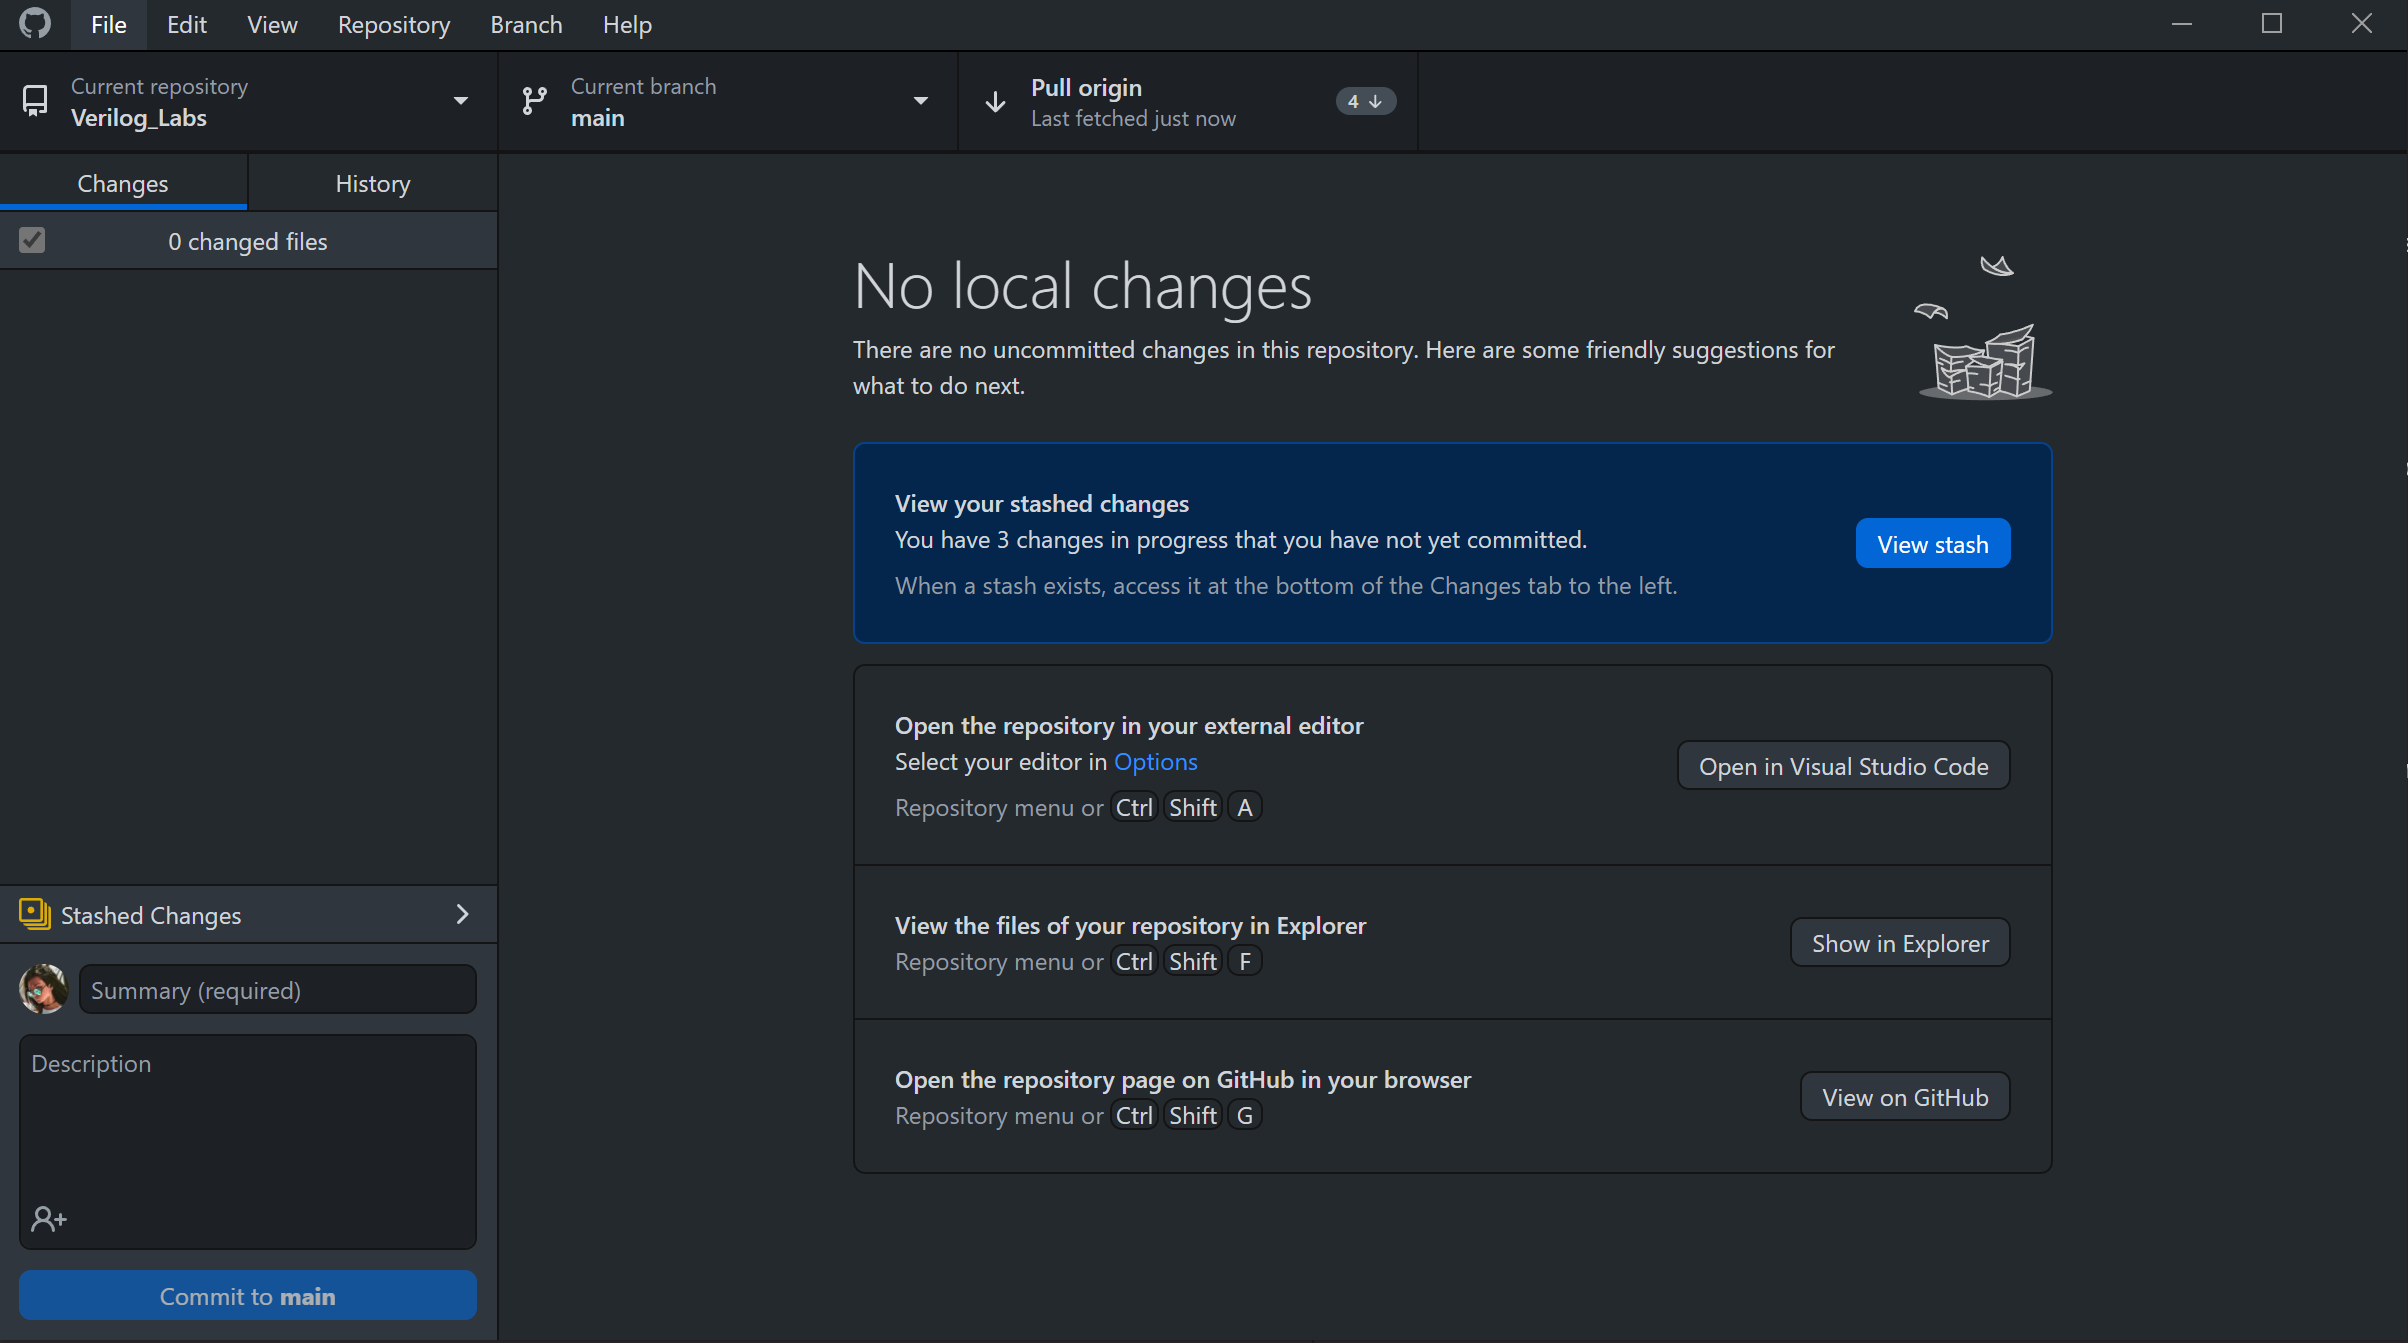 File Edit View Repository Branch Help
Current repository
Verilog_Labs
Current branch
main
Pull origin
Last fetched just now
4
Changes
History
0 changed files
No local changes
There are no uncommitted changes in this repository. Here are some friendly suggestions for
what to do next.
View your stashed changes
You have 3 changes in progress that you have not yet committed.
When a stash exists, access it at the bottom of the Changes tab to the left.
View stash
Open the repository in your external editor
Select your editor in Options
Repository menu or Ctrl Shift A
Open in Visual Studio Code
View the files of your repository in Explorer
Repository menu or Ctrl Shift F
Show in Explorer
Open the repository page on GitHub in your browser
Repository menu or Ctrl Shift G
View on GitHub
Stashed Changes
Summary (required)
Description
Commit to main